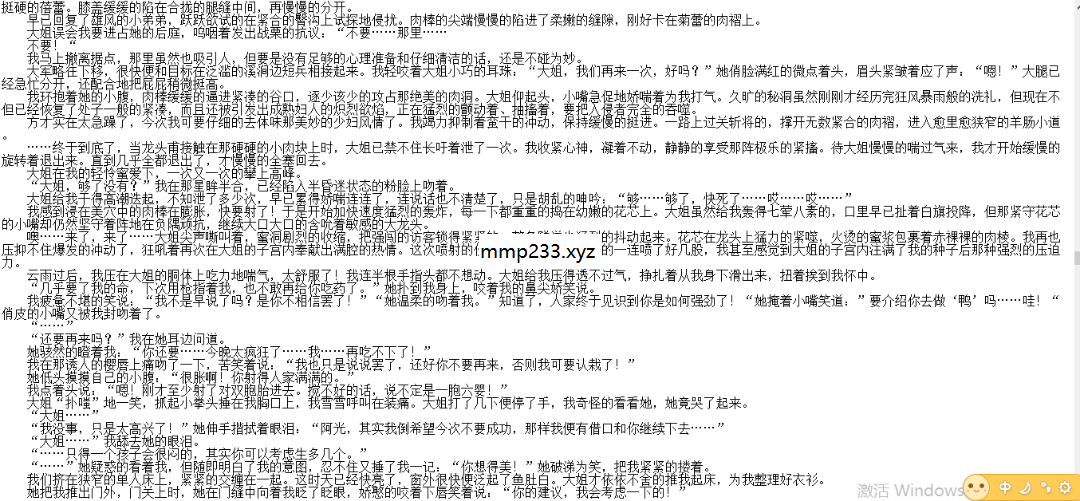 挺硬的蓓蕾。膝盖缓缓的陷在合拢的腿缝中间，再慢慢的分开。
早已回复了雄风的小弟弟，跃跃欲试的在紧合的臀沟上试探地侵扰。肉棒的尖端慢慢的陷进了柔嫩的缝隙，刚好卡在菊蕾的肉褶上。
大姐误会我要进占她的后庭，呜咽着发出战栗的抗议：“不要……那里……
不要！“
我马上撤离据点，那里虽然也吸引人，但要是没有足够的心理准备和仔细清洁的话，还是不碰为妙。
大军略往下移，很快便和目标在泛滥的溪涧边短兵相接起来。我轻咬着大姐小巧的耳珠：“大姐，我们再来一次，好吗？”她俏脸满红的微点着头，眉头紧皱着应了声：“嗯！”大腿已
经急忙分开，还配合地把屁屁稍微挺高。
我环抱着她的小腹，肉棒缓缓的逼进紧凑的谷口，逐少该少的攻占那绝美的肉洞。大姐仰起头，小嘴急促地娇喘着为我打气。久旷的秘洞虽然刚刚才经历完狂风暴雨般的洗礼，但现在不
但已经恢复了处子一般的紧凑，而且还被引发出成熟妇人的炽烈欲焰，正在猛烈的颤动着、抽搐着，要把入侵者完全的吞噬。
方才实在太急躁了，今次我可要仔细的去体味那美妙的少妇风情了。我竭力抑制着蛮干的冲动，保持缓慢的挺进。一路上过关斩将的，撑开无数紧合的肉褶，进入愈里愈狭窄的羊肠小道
。
……终于到底了，当龙头甫接触在那硬硬的小肉块上时，大姐已禁不住长吁着泄了一次。我收紧心神，凝着不动，静静的享受那阵极乐的紧搐。待大姐慢慢的喘过气来，我才开始缓慢的
旋转着退出来。直到几乎全都退出了，才慢慢的全塞回去。
大姐在我的轻怜蜜爱下，一次又一次的攀上高峰。
“大姐，够了没有？”我在那星眸半合，已经陷入半昏迷状态的粉脸上吻着。
大姐给我干得高潮迭起，不知泄了多少次，早已累得娇喘连连了，连说话也不清楚了，只是胡乱的呻吟：“够……够了，快死了……哎……哎……”
我感到浸在美穴中的肉棒在膨胀，快要射了！于是开始加快速度猛烈的轰炸，每一下都重重的捣在幼嫩的花芯上。大姐虽然给我轰得七荤八素的，口里早已扯着白旗投降，但那紧守花芯
的小嘴却仍然坚守着阵地在负隅顽抗，继续大口大口的含吮着敏感的大龙头。
噢……来了，来了……大姐尖声嘶叫着，蜜洞剧烈的收缩，把强闯的访客锁得紧紧的抖动起来。花芯在龙头上猛力的紧噬，火烫的蜜浆包裹着赤裸裸的肉棱。我再也
压抑不住爆发的冲动了，狂吼着再次在大姐的子宫内奉献出满腔的热情。这次喷射的mmp233.xyz的一连喷了好几股，我甚至感觉到大姐的子宫内注满了我的种子后那种强烈的压迫
力。
云雨过后，我压在大姐的胴体上吃力地喘气，太舒服了！我连半根手指头都不想动。大姐给我压得透不过气，挣扎着从我身下滑出来，扭着挨到我怀中。
“几乎要了我的命，下次用枪指着我，也不敢再给你吃药了。”她扑到我身上，咬着我的鼻尖娇笑说。
我疲惫不堪的笑说：“我不是早说了吗？是你不相信罢了！”“她温柔的吻着我。”知道了，人家终于见识到你是如何强劲了！“她掩着小嘴笑道：”要介绍你去做‘鸭’吗……哇！“
俏皮的小嘴又被我封吻着了。
“……”
“还要再来吗？”我在她耳边问道。
她骇然的瞪着我：“你还要……今晚太疯狂了……我……再吃不下了！”
我在那诱人的樱唇上痛吻了一下，苦笑着说：“我也只是说说罢了，还好你不要再来，否则我可要认栽了！”
她低头摸摸自己的小腹：“很胀啊！你射得人家满满的。”
我点着头说：“嗯！刚才至少射了对双胞胎进去。搅不好的话，说不定是一胞六婴！”
大姐“扑嗤”地一笑，抓起小拳头捶在我胸口上，我雪雪呼叫在装痛。大姐打了几下便停了手，我奇怪的看看她，她竟哭了起来。
“大姐……”
“我没事，只是太高兴了！”她伸手揩拭着眼泪：“阿光，其实我倒希望今次不要成功，那样我便有借口和你继续下去……”
“大姐……”我舔去她的眼泪。
“……只得一个孩子会很闷的，其实你可以考虑生多几个。”
“……”她疑惑的看着我，但随即明白了我的意图，忍不住又捶了我一记：“你想得美！”她破涕为笑，把我紧紧的搂着。
我们挤在狭窄的单人床上，紧紧的交缠在一起。这时天已经快亮了，窗外很快便泛起了鱼肚白。大姐才依依不舍的推我起床，为我整理好衣衫。
她把我推出门外，门关上时，她在门缝中向着我眨了眨眼，娇憨的咬着下唇笑着说：“你的建议，我会考虑一下的！”
激活 Windows
中